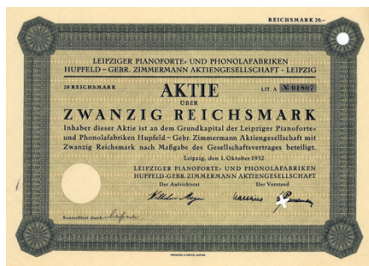 REICHSMARK 20.-
LEIPZIGER PIANOFORTE- UND PHONOLAFABRIKEN
HUPFELD - GEBR. ZIMMERMANN AKTIENGESELLSCHAFT - LEIPZIG
20 REICHSMARK AKTIE LIT. A № 01807
ÜBER
ZWANZIG REICHSMARK
Inhaber dieser Aktie ist an dem Grundkapital der Leipziger Pianoforte-
und Phonolafabriken Hupfeld - Gebr. Zimmermann Aktiengesellschaft mit
Zwanzig Reichsmark nach Maßgabe des Gesellschaftsvertrages beteiligt.
Leipzig, den 1. Oktober 1932
LEIPZIGER PIANOFORTE- UND PHONOLAFABRIKEN
HUPFELD-GEBR. ZIMMERMANN AKTIENGESELLSCHAFT
Der Aufsichtsrat Der Vorstand
Kontrolliert durch: